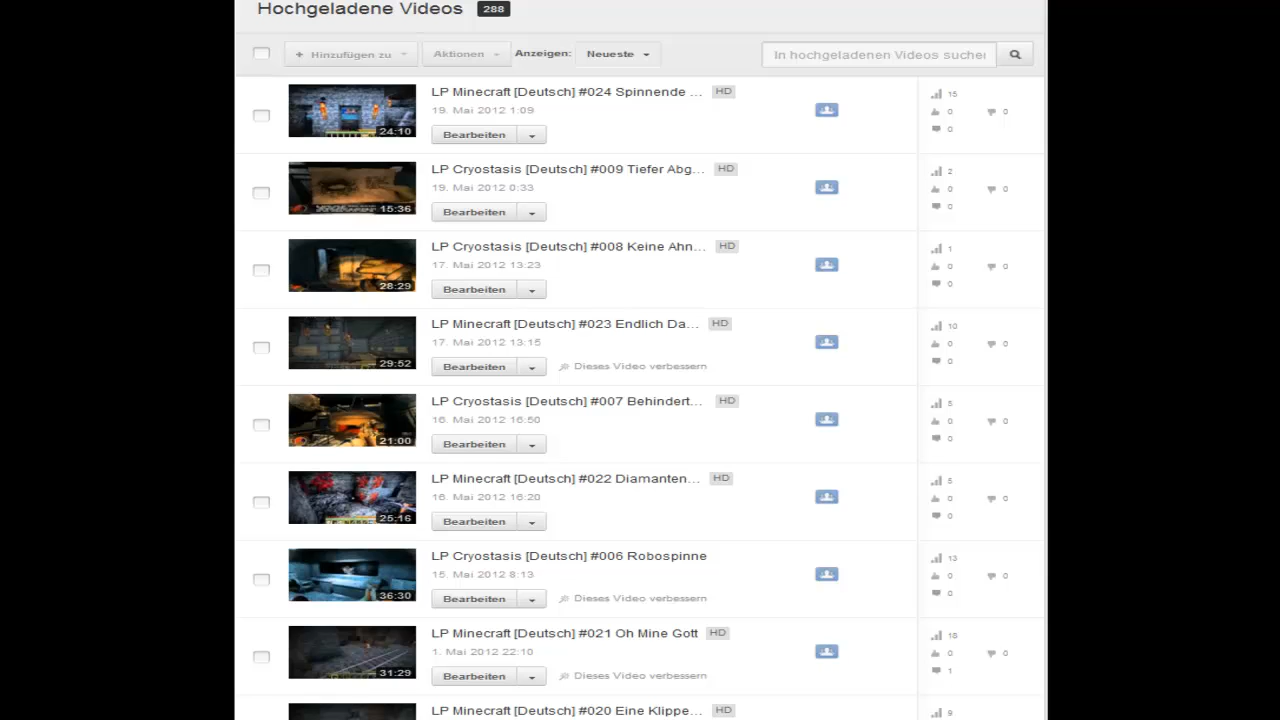 Hochgeladene Videos 288
+ Hinzufügen zu Aktionen Anzeigen: Neueste In hochgeladenen Videos suchen
LP Minecraft [Deutsch] #024 Spinnende ... HD
15
24:10
19. Mai 2012 1:09
0 0
Bearbeiten
0
LP Cryostasis [Deutsch] #009 Tiefer Abg... HD
2
15:36
19. Mai 2012 0:33
0 0
Bearbeiten
0
LP Cryostasis [Deutsch] #008 Keine Ahn... HD
1
28:29
17. Mai 2012 13:23
0 0
Bearbeiten
0
LP Minecraft [Deutsch] #023 Endlich Da... HD
10
29:52
17. Mai 2012 13:15
0 0
Bearbeiten Dieses Video verbessern
0
LP Cryostasis [Deutsch] #007 Behindert... HD
5
21:00
16. Mai 2012 16:50
0 0
Bearbeiten
0
LP Minecraft [Deutsch] #022 Diamanten... HD
5
25:16
16. Mai 2012 16:20
0 0
Bearbeiten
0
LP Cryostasis [Deutsch] #006 Robospinne
13
36:30
15. Mai 2012 8:13
0 0
Bearbeiten Dieses Video verbessern
0
LP Minecraft [Deutsch] #021 Oh Mine Gott HD
31:29
1. Mai 2012 22:10
0 0
Bearbeiten Dieses Video verbessern
1
LP Minecraft [Deutsch] #020 Eine Klippe... HD
9